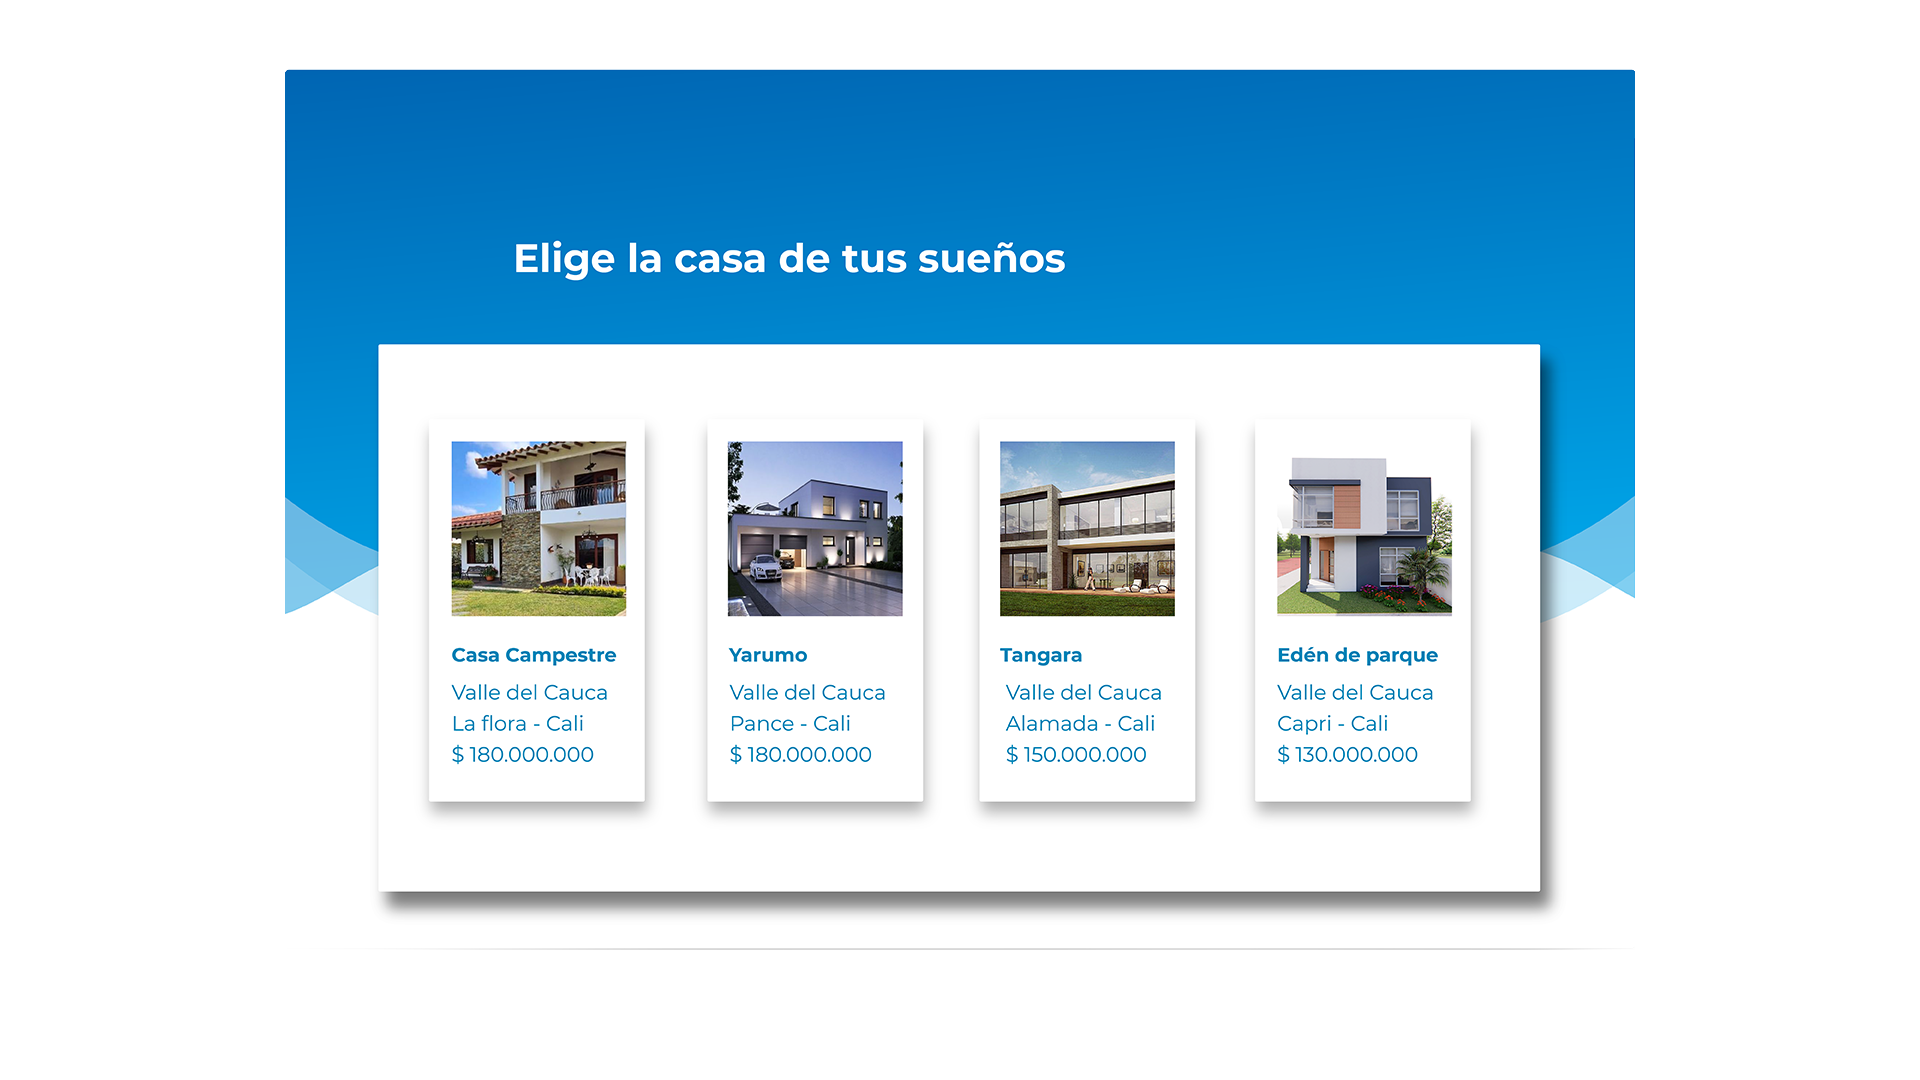 Elige la casa de tus sueños
Casa Campestre
Valle del Cauca
La flora - Cali
$ 180.000.000
Yarumo
Valle del Cauca
Pance - Cali
$ 180.000.000
Tangara
Valle del Cauca
Alamada - Cali
$ 150.000.000
Edén de parque
Valle del Cauca
Capri - Cali
$ 130.000.000